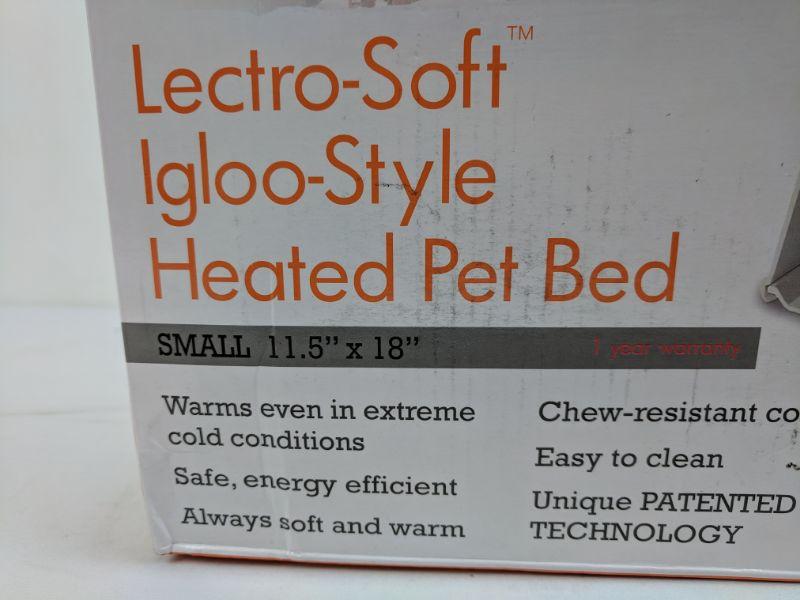 Lectro-Soft™
Igloo-Style
Heated Pet Bed
SMALL 11.5” x 18”
1 year warranty
Warms even in extreme
cold conditions
Safe, energy efficient
Always soft and warm
Chew-resistant co
Easy to clean
Unique PATENTED
TECHNOLOGY